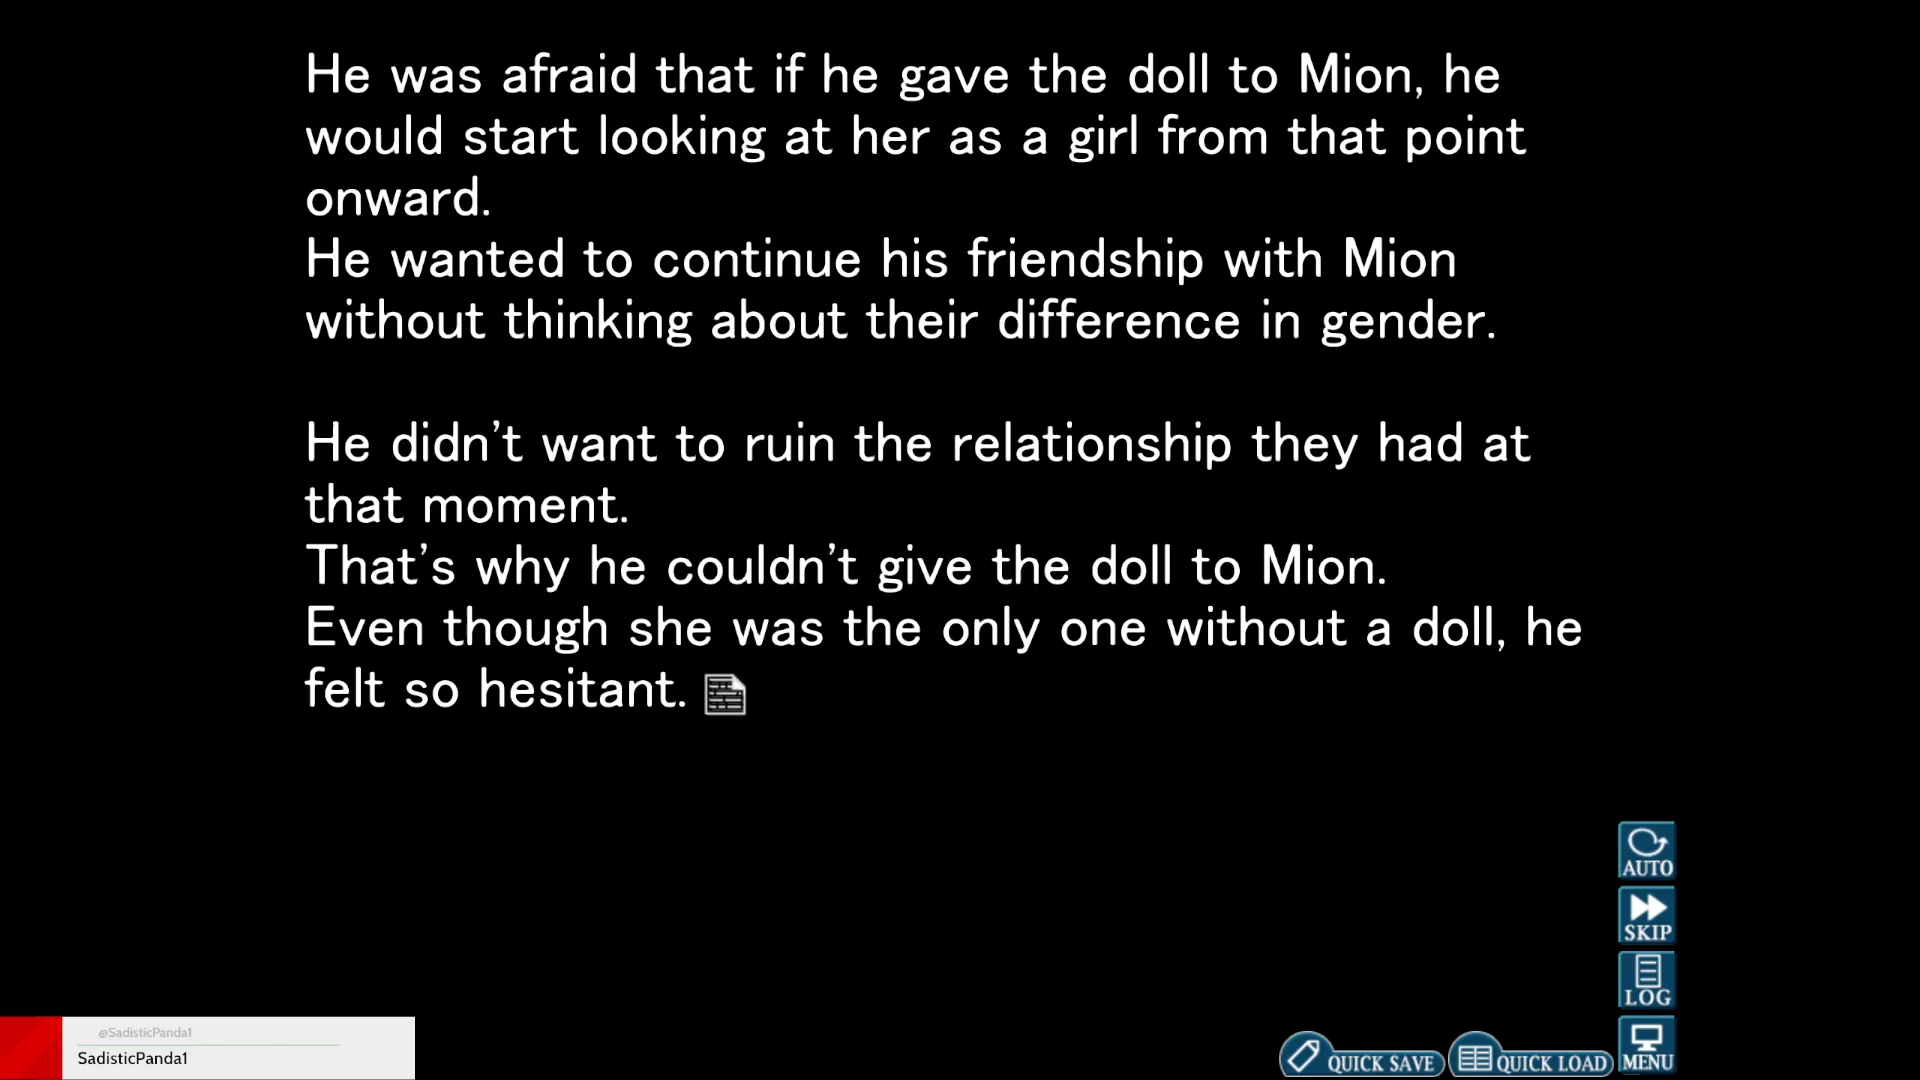 He was afraid that if he gave the doll to Mion, he
would start looking at her as a girl from that point
onward.
He wanted to continue his friendship with Mion
without thinking about their difference in gender.
He didn't want to ruin the relationship they had at
that moment.
That's why he couldn't give the doll to Mion.
Even though she was the only one without a doll, he
felt so hesitant.
AUTO
SKIP
LOG
MENU
QUICK SAVE
QUICK LOAD
@SadisticPanda1
SadisticPanda1